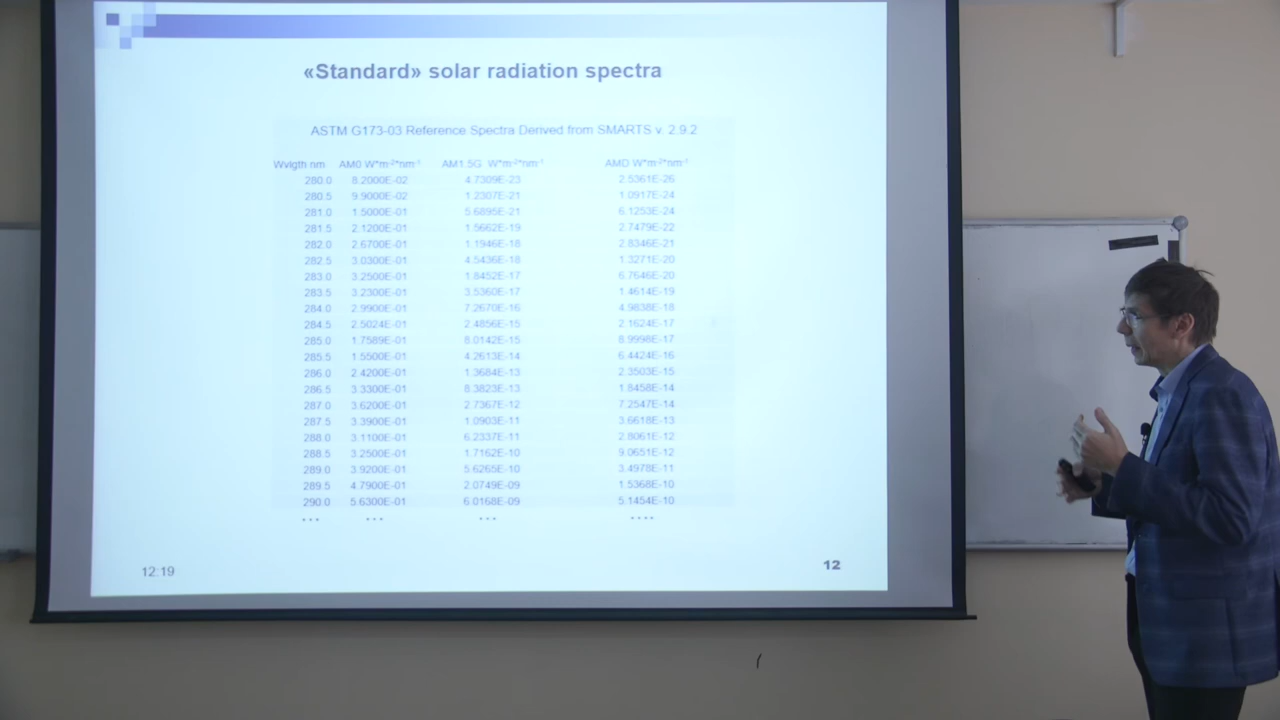 «Standard» solar radiation spectra
ASTM G173-03 Reference Spectra Derived from SMARTS v. 2.9.2
Wvlgth nm AM0 W*m-2*nm-1 AM1.5G W*m-2*nm-1 AMD W*m-2*nm-1
280.0 8.2000E-02 4.7309E-23 2.5361E-26
280.5 9.9000E-02 1.2307E-21 1.0917E-24
281.0 1.5000E-01 5.6895E-21 6.1253E-24
281.5 2.1200E-01 1.5662E-19 2.7479E-22
282.0 2.6700E-01 1.1946E-18 2.8346E-21
282.5 3.0300E-01 4.5436E-18 1.3271E-20
283.0 3.2500E-01 1.8452E-17 6.7646E-20
283.5 3.2300E-01 3.5360E-17 1.4614E-19
284.0 2.9900E-01 7.2670E-16 4.9838E-18
284.5 2.5024E-01 2.4856E-15 2.1624E-17
285.0 1.7589E-01 8.0142E-15 8.9998E-17
285.5 1.5500E-01 4.2613E-14 6.4424E-16
286.0 2.4200E-01 1.3684E-13 2.3503E-15
286.5 3.3300E-01 8.3823E-13 1.8458E-14
287.0 3.6200E-01 2.7367E-12 7.2547E-14
287.5 3.3900E-01 1.0903E-11 3.6618E-13
288.0 3.1100E-01 6.2337E-11 2.8061E-12
288.5 3.2500E-01 1.7162E-10 9.0651E-12
289.0 3.9200E-01 5.6265E-10 3.4978E-11
289.5 4.7900E-01 2.0749E-09 1.5368E-10
290.0 5.6300E-01 6.0168E-09 5.1454E-10
... ... ... ....
12:19
12